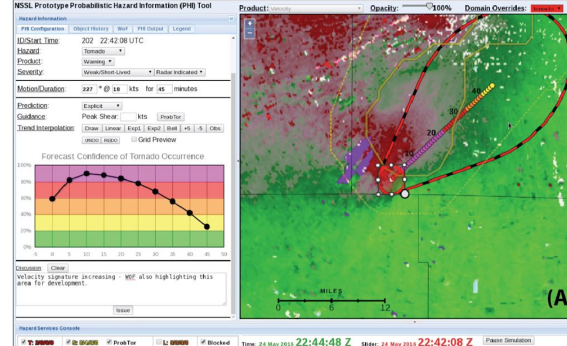 NSSL Prototype Probabilistic Hazard Information (PHI) Tool
Product: Velocity Opacity: 100% Domain Overrides:
Hazard Information
PHI Configuration Object History WoF PHI Output Legend
ID/Start Time: 202 22:42:08 UTC
Hazard Tornado
Product: Warning
Severity: Weak/Short-Lived Radar Indicated
Motion/Duration: 227 ° @ 18 kts for 45 minutes
Prediction: Explicit
Guidance: Peak Shear: kts ProbTor
Trend Interpolation: Draw Linear Exp1 Exp2 Bell +5 -5 Obs
UNDO REDO Grid Preview
Forecast Confidence of Tornado Occurrence
100%
80%
60%
40%
20%
0%
5 0 5 10 15 20 25 30 35 40 45 50
Discussion: Clear
Velocity signature increasing - WOF also highlighting this
area for development.
Issue
10
20
30
40
MILES
0 6 12
(A
Hazard Services Console
ProbTor Blocked Time: 24 May 2016 22:44:48 Z Slider: 24 May 2016 22:42:08 Z Pause Simulation